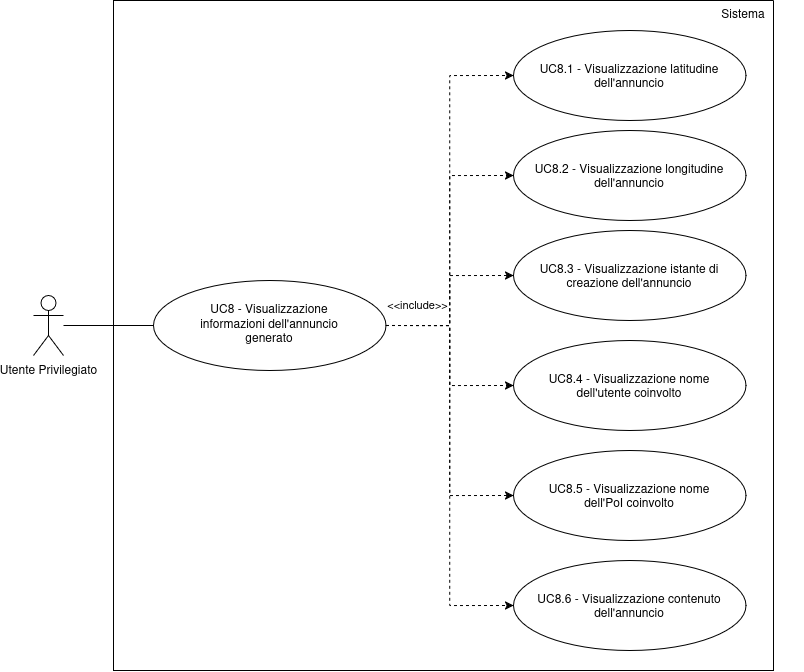 Sistema
UC8.1 - Visualizzazione latitudine
dell'annuncio
UC8.2 - Visualizzazione longitudine
dell'annuncio
UC8.3 - Visualizzazione istante di
creazione dell'annuncio
<<include>>
UC8 - Visualizzazione
informazioni dell'annuncio
generato
Utente Privilegiato
UC8.4 - Visualizzazione nome
dell'utente coinvolto
UC8.5 - Visualizzazione nome
dell'PoI coinvolto
UC8.6 - Visualizzazione contenuto
dell'annuncio